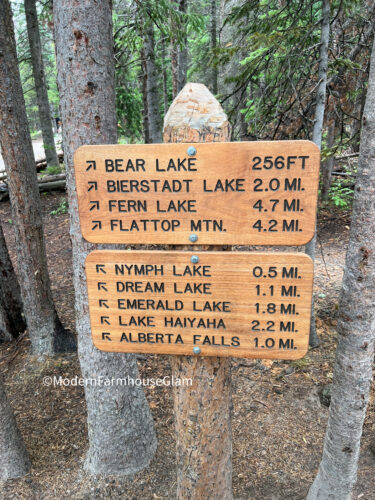 ↗ BEAR LAKE 256FT
↗ BIERSTADT LAKE 2.0 MI.
↗ FERN LAKE 4.7 MI.
↗ FLATTOP MTN. 4.2 MI.
↖ NYMPH LAKE 0.5 MI.
↖ DREAM LAKE 1.1 MI.
↖ EMERALD LAKE 1.8 MI.
↖ LAKE HAIYAHA 2.2 MI.
↖ ALBERTA FALLS 1.0 MI.
©ModernFarmhouseGlam